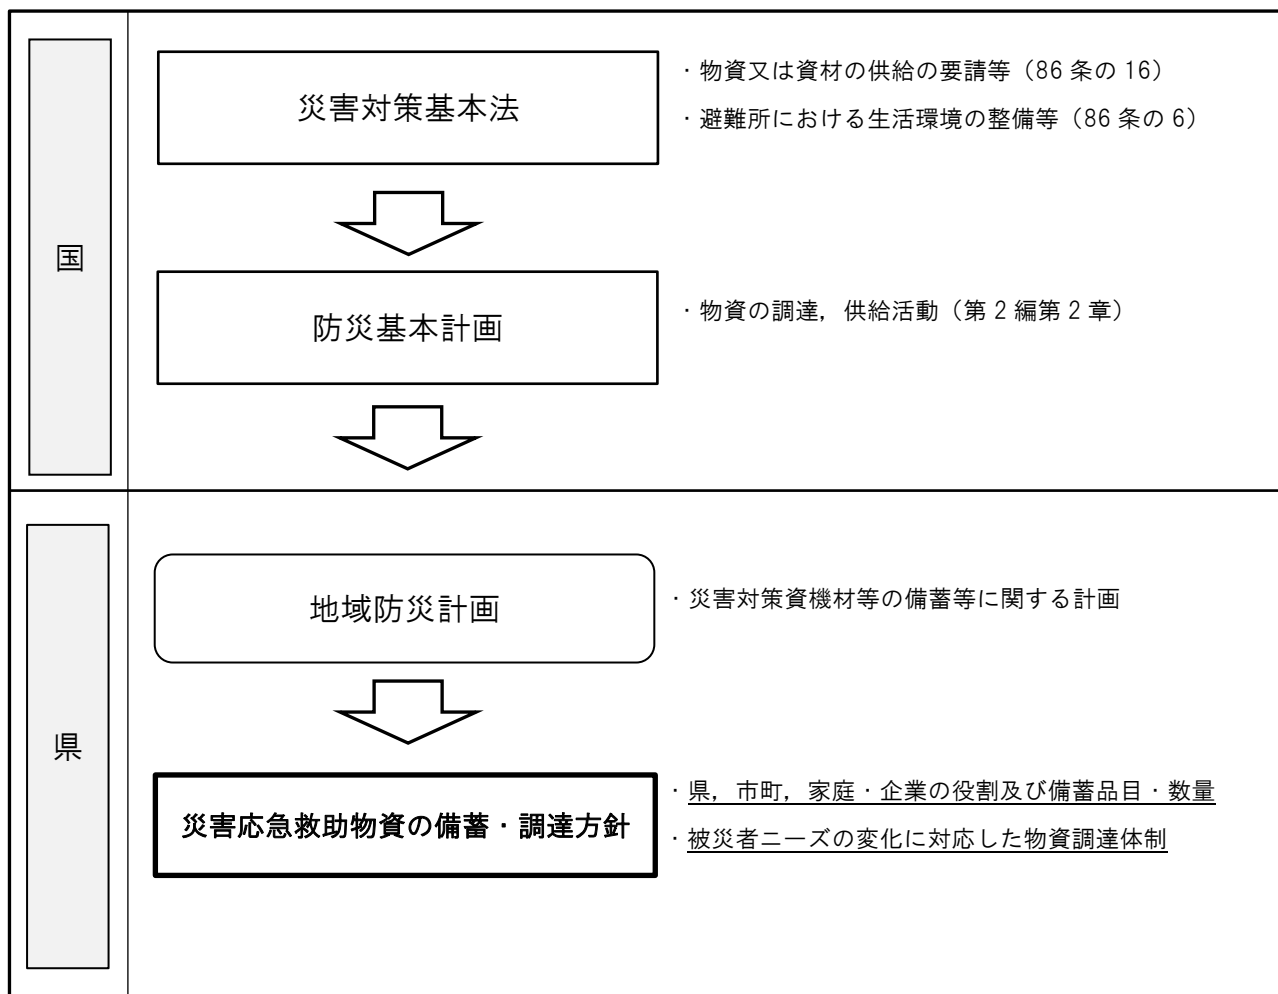 国
災害対策基本法
・物資又は資材の供給の要請等（86 条の 16）
・避難所における生活環境の整備等（86 条の 6）
防災基本計画
・物資の調達，供給活動（第 2 編第 2 章）
県
地域防災計画
・災害対策資機材等の備蓄等に関する計画
災害応急救助物資の備蓄・調達方針
・県，市町，家庭・企業の役割及び備蓄品目・数量
・被災者ニーズの変化に対応した物資調達体制